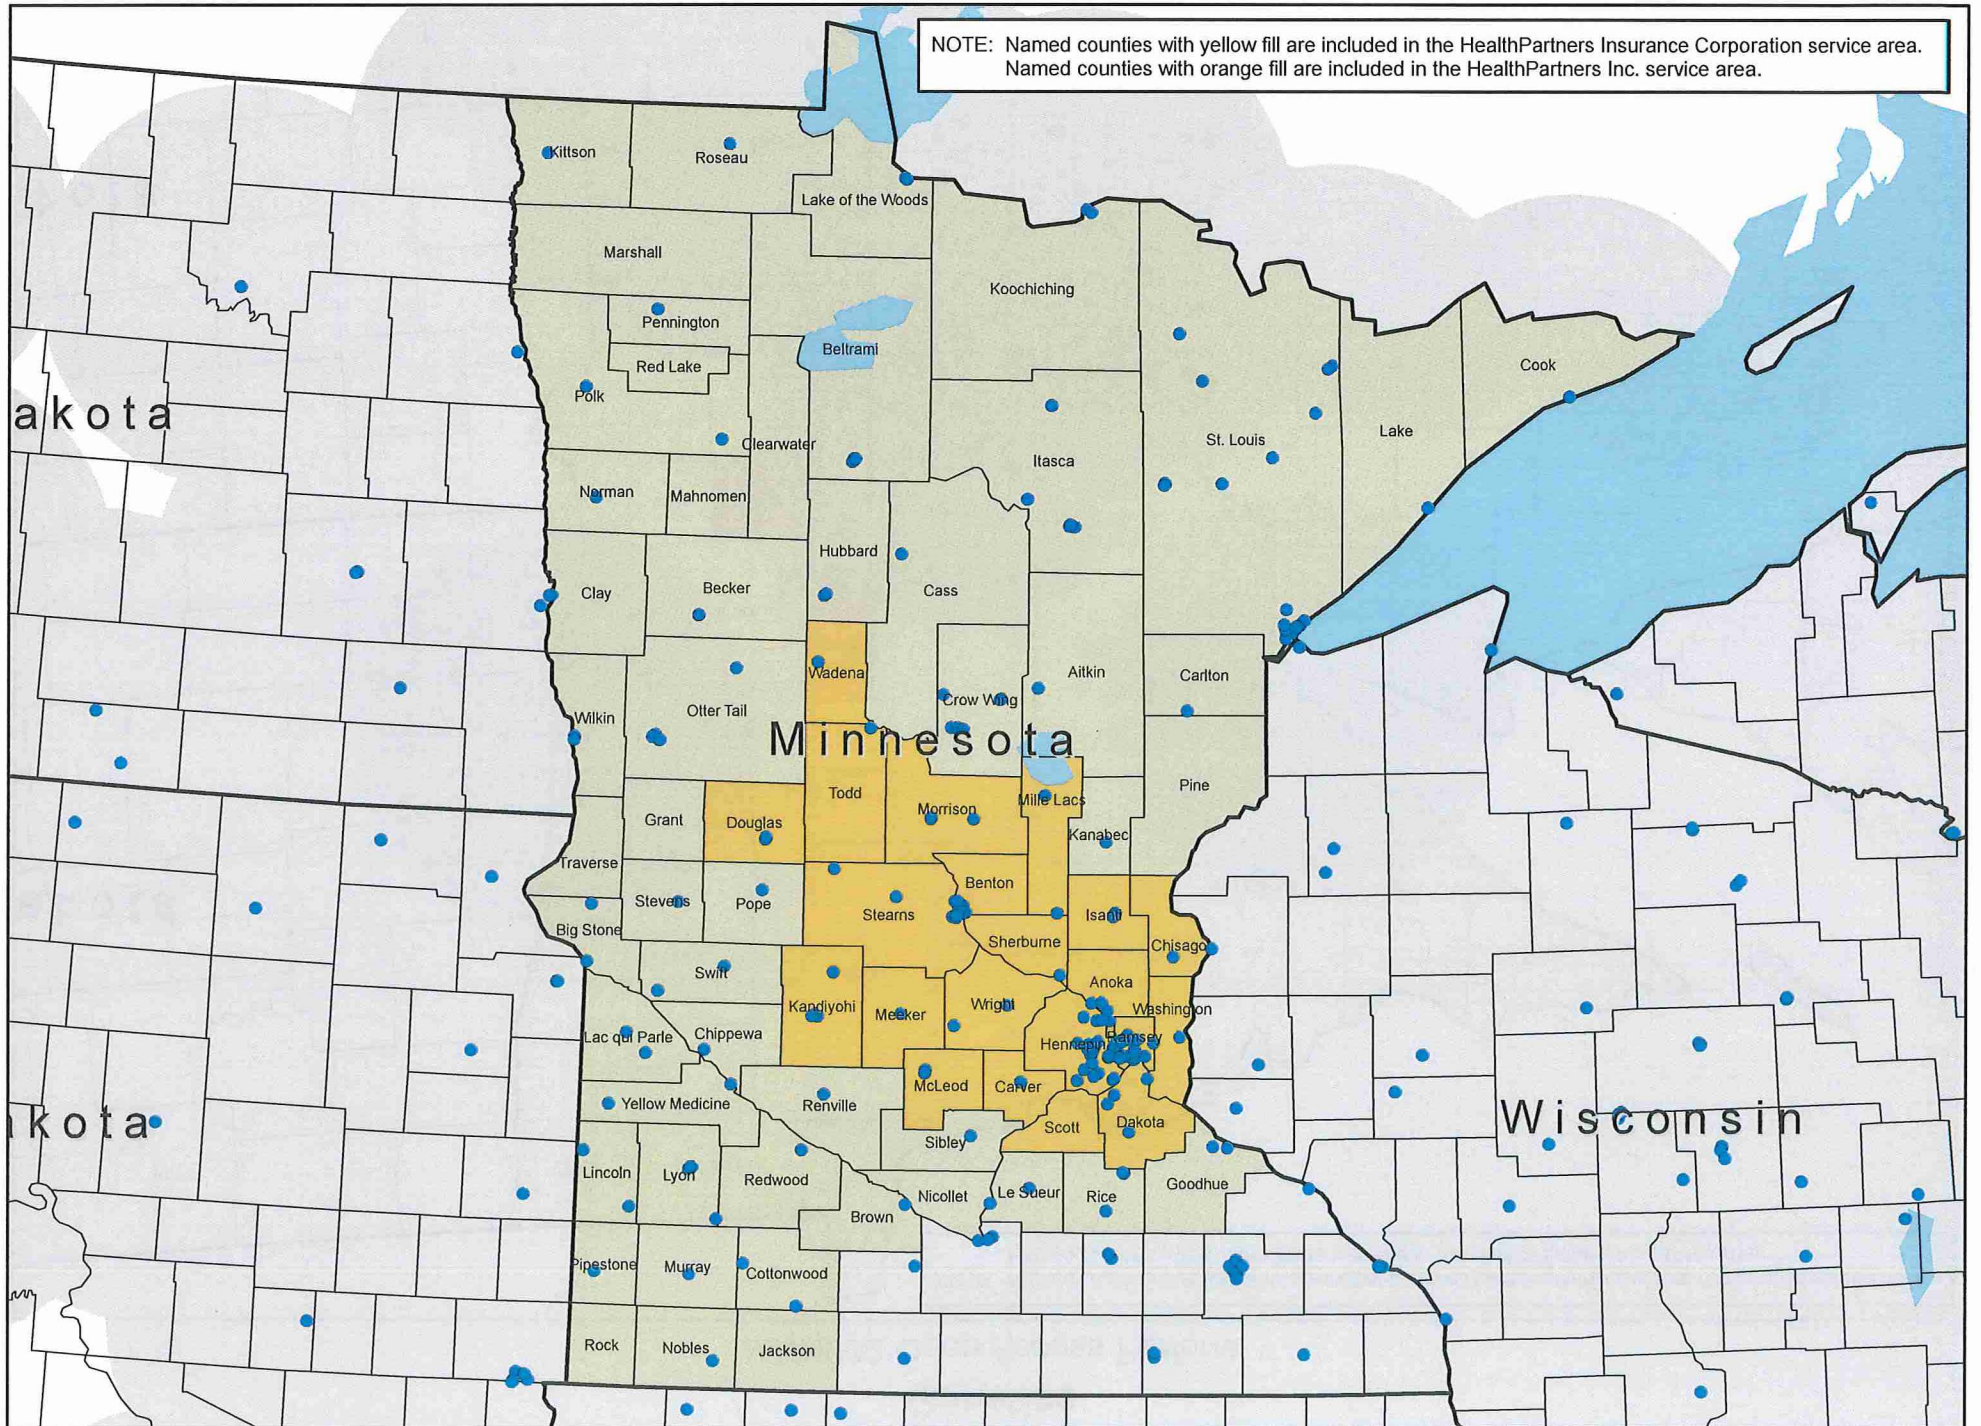 NOTE: Named counties with yellow fill are included in the HealthPartners Insurance Corporation service area.
Named counties with orange fill are included in the HealthPartners Inc. service area.
Kittson
Roseau
Lake of the Woods
Marshall
Koochiching
Pennington
Beltrami
Red Lake
Cook
Polk
akota
Lake
St. Louis
Clearwater
Itasca
Norman
Mahnomen
Hubbard
Becker
Cass
Clay
Aitkin
Wadena
Carlton
Crow Wing
Otter Tail
Wilkin
Minnesota
Pine
Todd
Mille Lacs
Morrison
Grant
Douglas
Kanabec
Traverse
Benton
Stevens
Pope
Stearns
Isanti
Big Stone
Sherburne
Chisago
Swift
Anoka
Kandiyohi
Wright
Washington
Meeker
Chippewa
Lac qui Parle
Ramsey
Hennepin
McLeod
Carver
Yellow Medicine
Renville
kota
Wisconsin
Dakota
Scott
Sibley
Lincoln
Lyon
Redwood
Goodhue
Le Sueur
Nicollet
Rice
Brown
Pipestone
Murray
Cottonwood
Rock
Nobles
Jackson